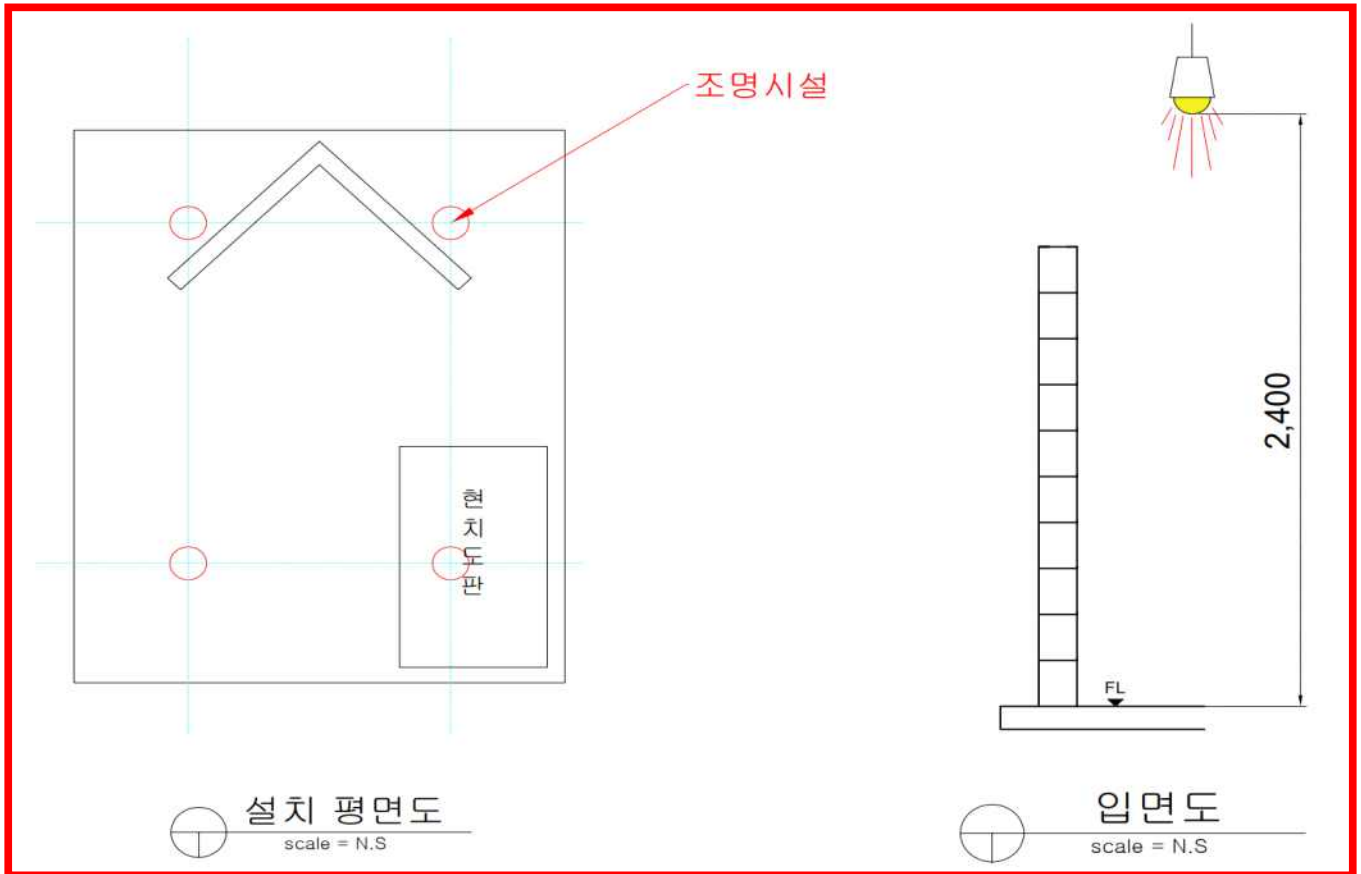 조명시설
현
치
도
판
설치 평면도
scale = N.S
2,400
FL
입면도
scale = N.S